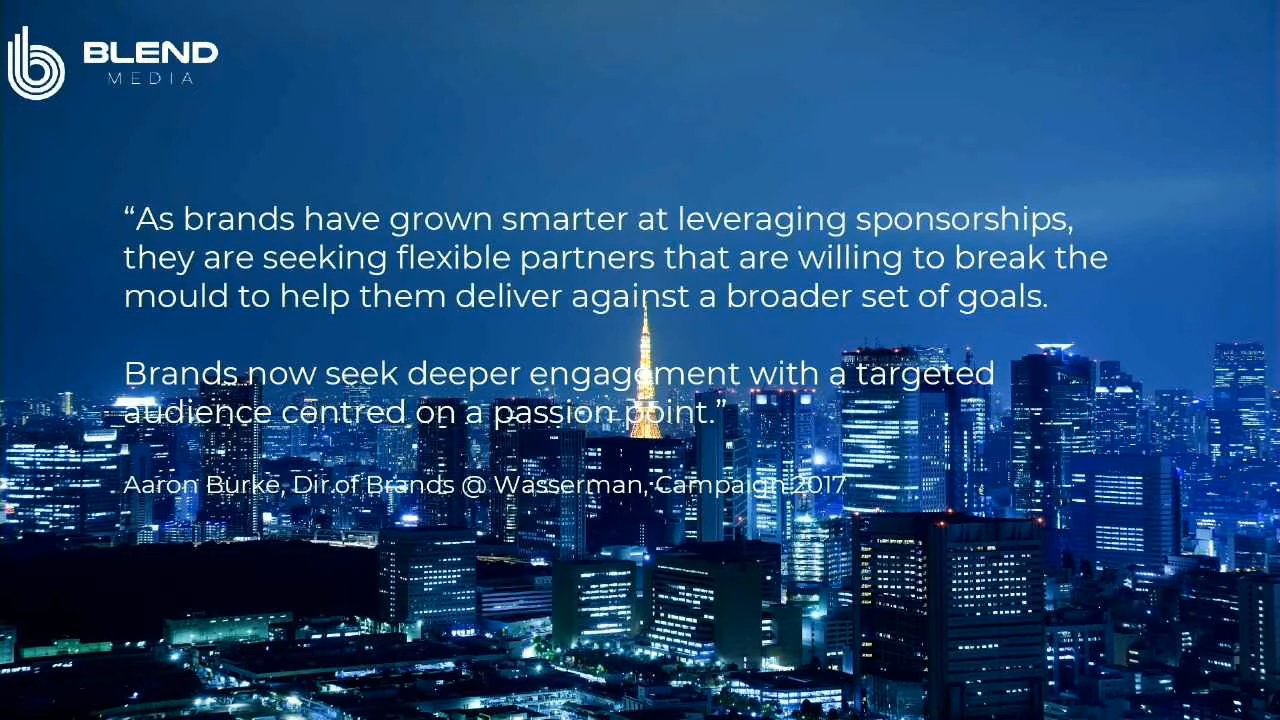 BLEND
MEDIA
“As brands have grown smarter at leveraging sponsorships,
they are seeking flexible partners that are willing to break the
mould to help them deliver against a broader set of goals.
Brands now seek deeper engagement with a targeted
audience centred on a passion point.”
Aaron Burke, Dir.of Brands @ Wasserman, Campaign 2017